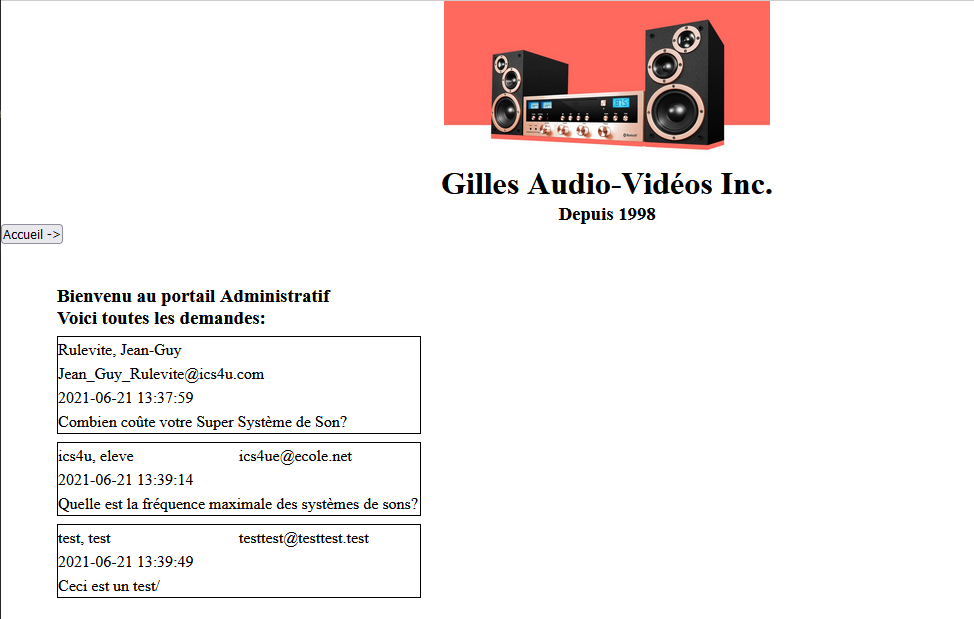 Gilles Audio-Vidéos Inc.
Depuis 1998
Accueil ->
Bienvenu au portail Administratif
Voici toutes les demandes:
Rulevite, Jean-Guy
Jean_Guy_Rulevite@ics4u.com
2021-06-21 13:37:59
Combien coûte votre Super Système de Son?
ics4u, eleve ics4ue@ecole.net
2021-06-21 13:39:14
Quelle est la fréquence maximale des systèmes de sons?
test, test testtest@testtest.test
2021-06-21 13:39:49
Ceci est un test/